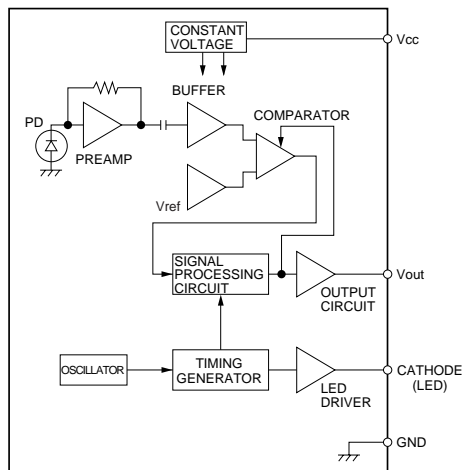 CONSTANT
VOLTAGE
Vcc
BUFFER
COMPARATOR
PD
PREAMP
Vref
SIGNAL
PROCESSING
CIRCUIT
Vout
OUTPUT
CIRCUIT
OSCILLATOR
TIMING
GENERATOR
CATHODE
(LED)
LED
DRIVER
GND